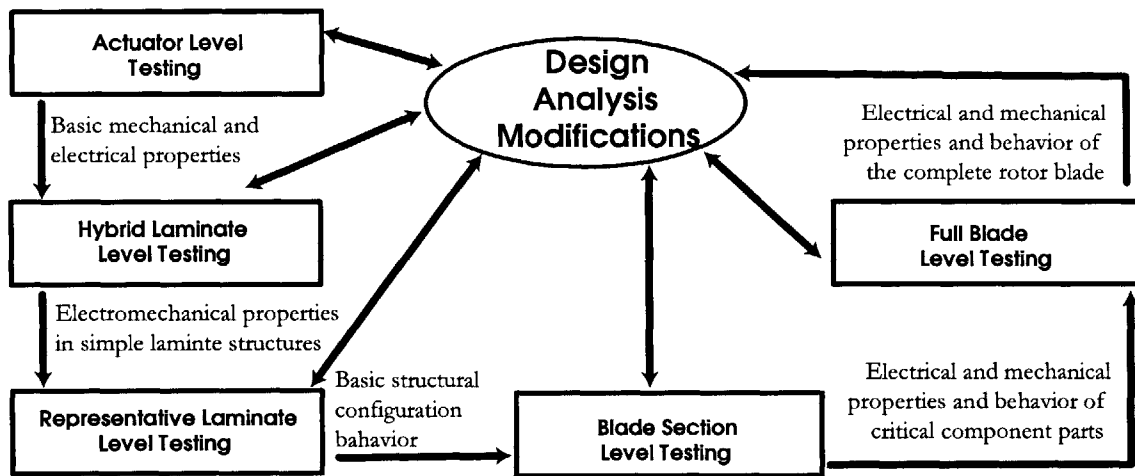 Actuator Level
Testing
Basic mechanical and
electrical properties
Hybrid Laminate
Level Testing
Electromechanical properties
in simple laminte structures
Representative Laminate
Level Testing
Basic structural
configuration
bahavior
Design
Analysis
Modifications
Blade Section
Level Testing
Electrical and mechanical
properties and behavior of
critical component parts
Full Blade
Level Testing
Electrical and mechanical
properties and behavior of
the complete rotor blade